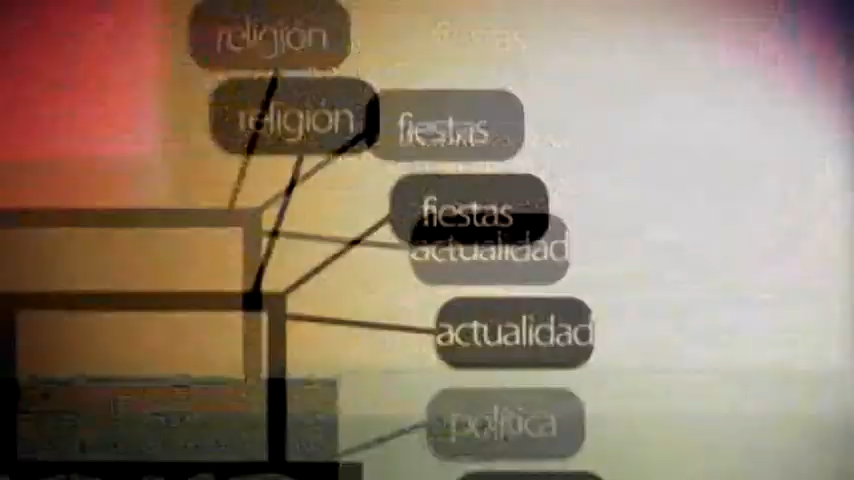 religión
fiestas
religión
fiestas
fiestas
actualidad
actualidad
política